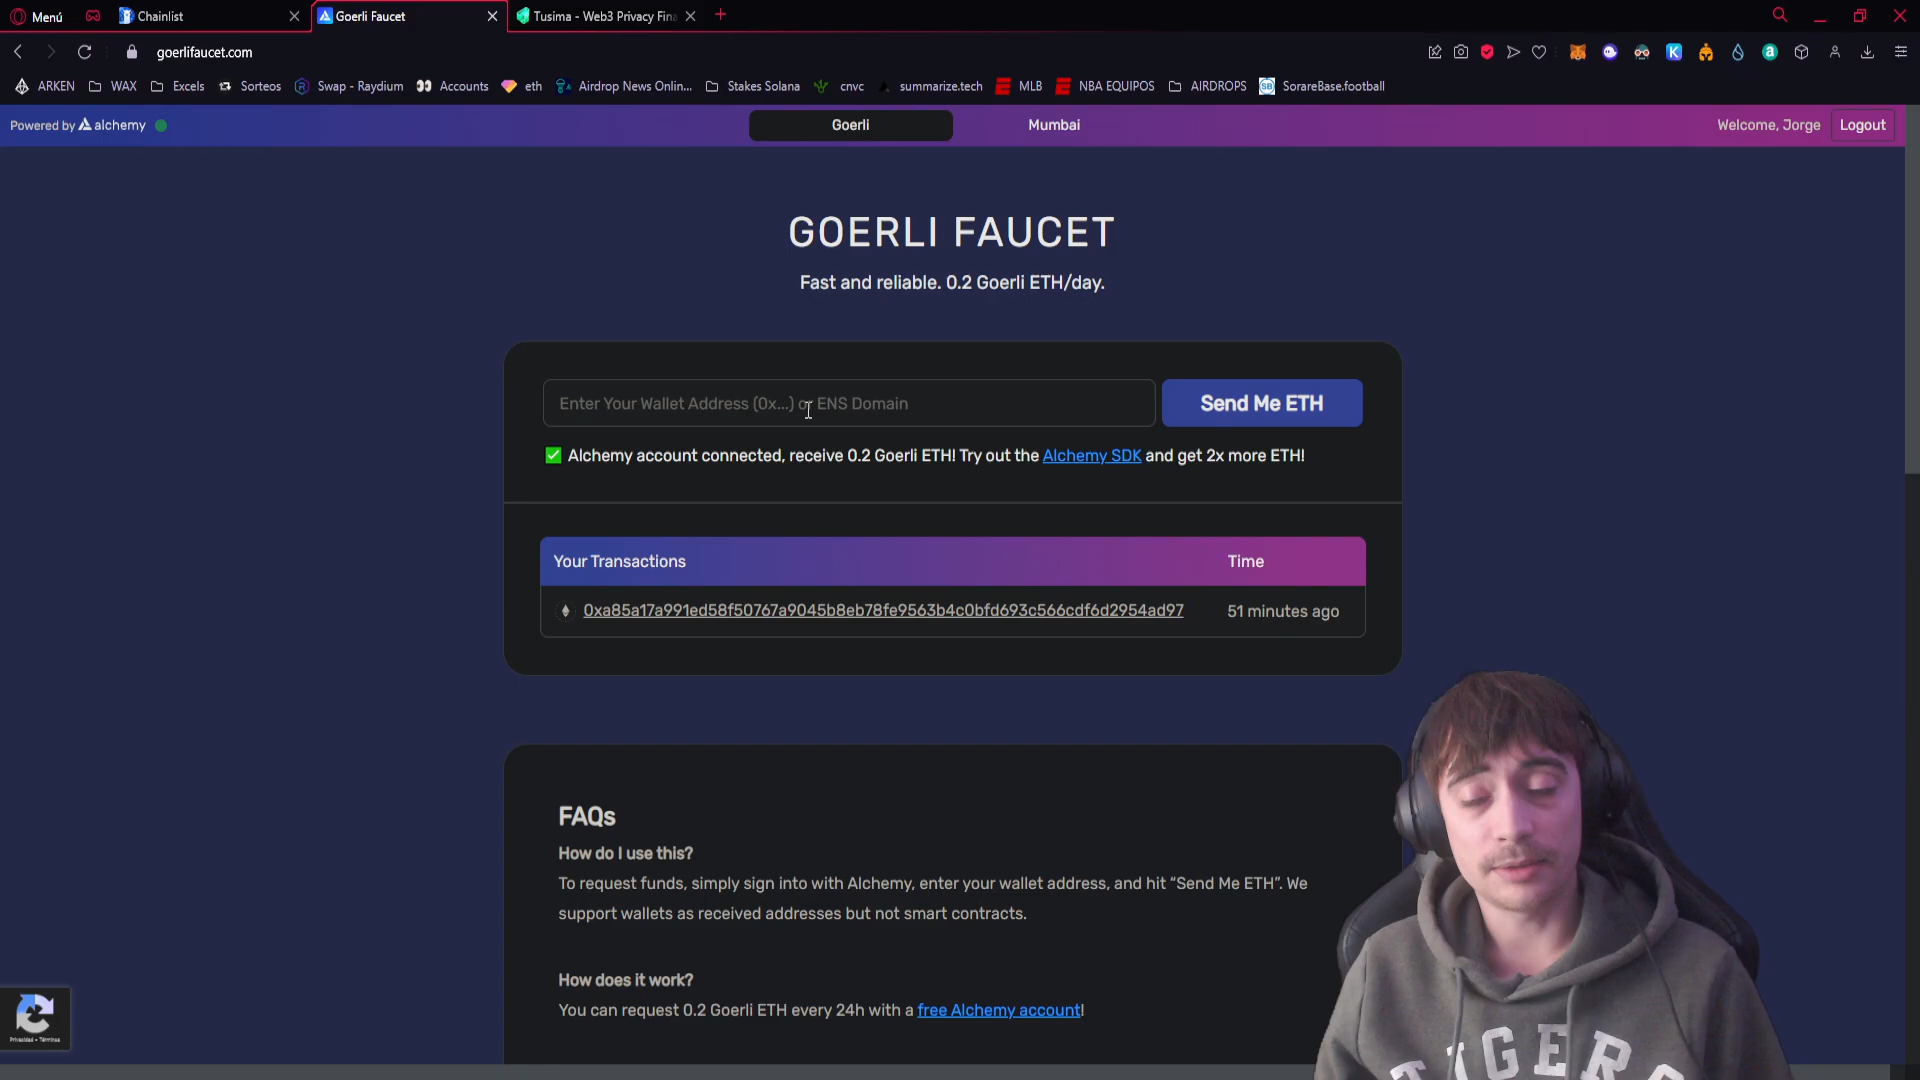 Menú
Chainlist
Goerli Faucet
Tusima - Web3 Privacy Fina
goerlifaucet.com
ARKEN
WAX
Excels
Sorteos
Swap - Raydium
Accounts
eth
Airdrop News Onlin...
Stakes Solana
cnvc
summarize.tech
MLB
NBA EQUIPOS
AIRDROPS
SB
SorareBase.football
Powered by alchemy
Goerli
Mumbai
Welcome, Jorge
Logout
GOERLI FAUCET
Fast and reliable. 0.2 Goerli ETH/day.
Enter Your Wallet Address (0x...) or ENS Domain
Send Me ETH
Alchemy account connected, receive 0.2 Goerli ETH! Try out the Alchemy SDK and get 2x more ETH!
Your Transactions
Time
0xa85a17a991ed58f50767a9045b8eb78fe9563b4c0bfd693c566cdf6d2954ad97
51 minutes ago
FAQs
How do I use this?
To request funds, simply sign into with Alchemy, enter your wallet address, and hit “Send Me ETH”. We
support wallets as received addresses but not smart contracts.
How does it work?
You can request 0.2 Goerli ETH every 24h with a free Alchemy account!
Privacidad - Términos
TIGERS